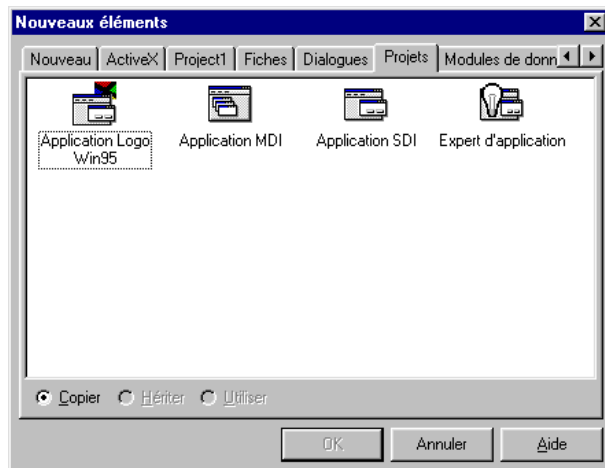 Nouveaux éléments
Nouveau ActiveX Project1 Fiches Dialogues Projets Modules de donn
Application Logo Win95
Application MDI
Application SDI
Expert d'application
Copier Hériter Utiliser
OK Annuler Aide